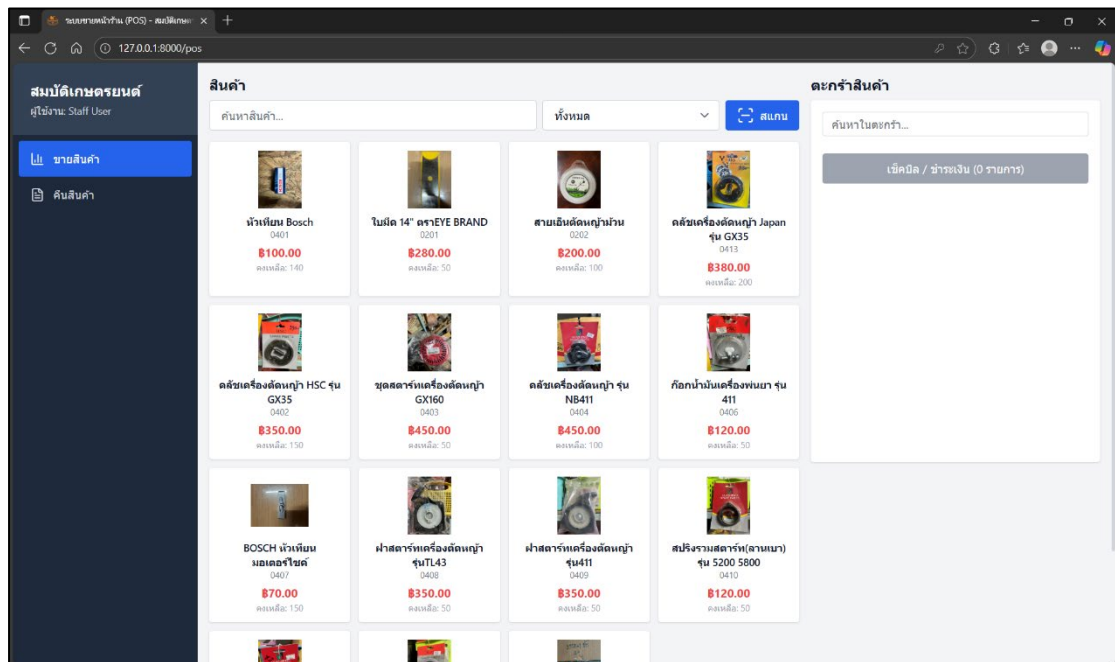 ระบบขายหน้าร้าน (POS) - สมบัติเกษตร
127.0.0.1:8000/pos
สมบัติเกษตรยนต์
ผู้ใช้งาน: Staff User
ขายสินค้า
คืนสินค้า
สินค้า
ค้นหาสินค้า...
ทั้งหมด
สแกน
หัวเทียน Bosch
0401
฿100.00
คงเหลือ: 140
ใบมีด 14" ตราEYE BRAND
0201
฿280.00
คงเหลือ: 50
สายเอ็นตัดหญ้าม้วน
0202
฿200.00
คงเหลือ: 100
คลัชเครื่องตัดหญ้า Japan
รุ่น GX35
0413
฿380.00
คงเหลือ: 200
คลัชเครื่องตัดหญ้า HSC รุ่น
GX35
0402
฿350.00
คงเหลือ: 150
ชุดสตาร์ทเครื่องตัดหญ้า
GX160
0403
฿450.00
คงเหลือ: 50
คลัชเครื่องตัดหญ้า รุ่น
NB411
0404
฿450.00
คงเหลือ: 100
ก๊อกน้ำมันเครื่องพ่นยา รุ่น
411
0406
฿120.00
คงเหลือ: 50
BOSCH หัวเทียน
มอเตอร์ไซด์
0407
฿70.00
คงเหลือ: 150
ฝาสตาร์ทเครื่องตัดหญ้า
รุ่นTL43
0408
฿350.00
คงเหลือ: 50
ฝาสตาร์ทเครื่องตัดหญ้า
รุ่น411
0409
฿350.00
คงเหลือ: 50
สปริงรวมสตาร์ท(ลานเบา)
รุ่น 5200 5800
0410
฿120.00
คงเหลือ: 50
ตะกร้าสินค้า
ค้นหาในตะกร้า...
เช็คบิล / ชำระเงิน (0 รายการ)